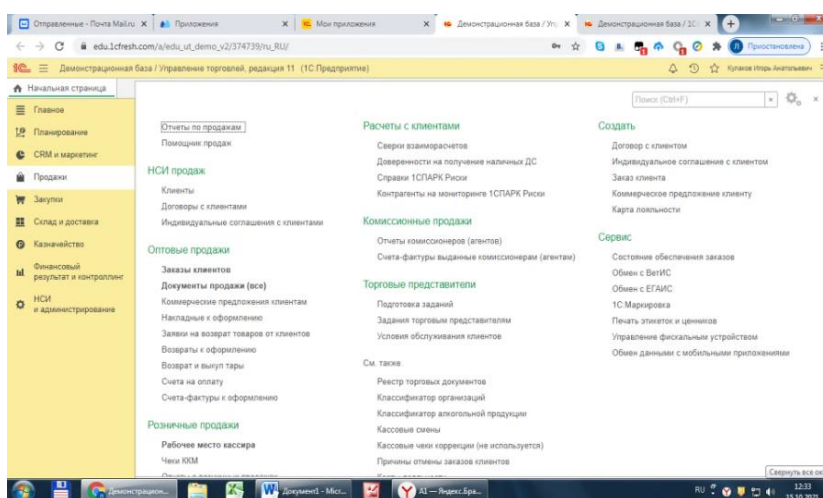 Отправленные - Почта Mail.ru
Приложения
Мои приложения
Демонстрационная база / Упр
Демонстрационная база / 1С:
edu.1cfresh.com/a/edu_ut_demo_v2/374739/ru_RU/
Приостановлена
Демонстрационная база / Управление торговлей, редакция 11 (1С:Предприятие)
Кулаков Игорь Анатольевич
Начальная страница
Главное
Планирование
CRM и маркетинг
Продажи
Закупки
Склад и доставка
Казначейство
Финансовый
результат и контроллинг
НСИ
и администрирование
Поиск (Ctrl+F)
Отчеты по продажам
Помощник продаж
НСИ продаж
Клиенты
Договоры с клиентами
Индивидуальные соглашения с клиентами
Оптовые продажи
Заказы клиентов
Документы продажи (все)
Коммерческие предложения клиентам
Накладные к оформлению
Заявки на возврат товаров от клиентов
Возвраты к оформлению
Возврат и выкуп тары
Счета на оплату
Счета-фактуры к оформлению
Розничные продажи
Рабочее место кассира
Чеки ККМ
Расчеты с клиентами
Сверки взаиморасчетов
Доверенности на получение наличных ДС
Справки 1СПАРК Риски
Контрагенты на мониторинге 1СПАРК Риски
Комиссионные продажи
Отчеты комиссионеров (агентов)
Счета-фактуры выданные комиссионерам (агентам)
Торговые представители
Подготовка заданий
Задания торговым представителям
Условия обслуживания клиентов
См. также
Реестр торговых документов
Классификатор организаций
Классификатор алкогольной продукции
Кассовые смены
Кассовые чеки коррекции (не используется)
Причины отмены заказов клиентов
Создать
Договор с клиентом
Индивидуальное соглашение с клиентом
Заказ клиента
Коммерческое предложение клиенту
Карта лояльности
Сервис
Состояние обеспечения заказов
Обмен с ВетИС
Обмен с ЕГАИС
1С:Маркировка
Печать этикеток и ценников
Управление фискальным устройством
Обмен данными с мобильными приложениями
Свернуть все ок
Демонстрацион...
Документ1 - Micr...
A1 — Яндекс.Бра...
RU
12:33
15.10.2021